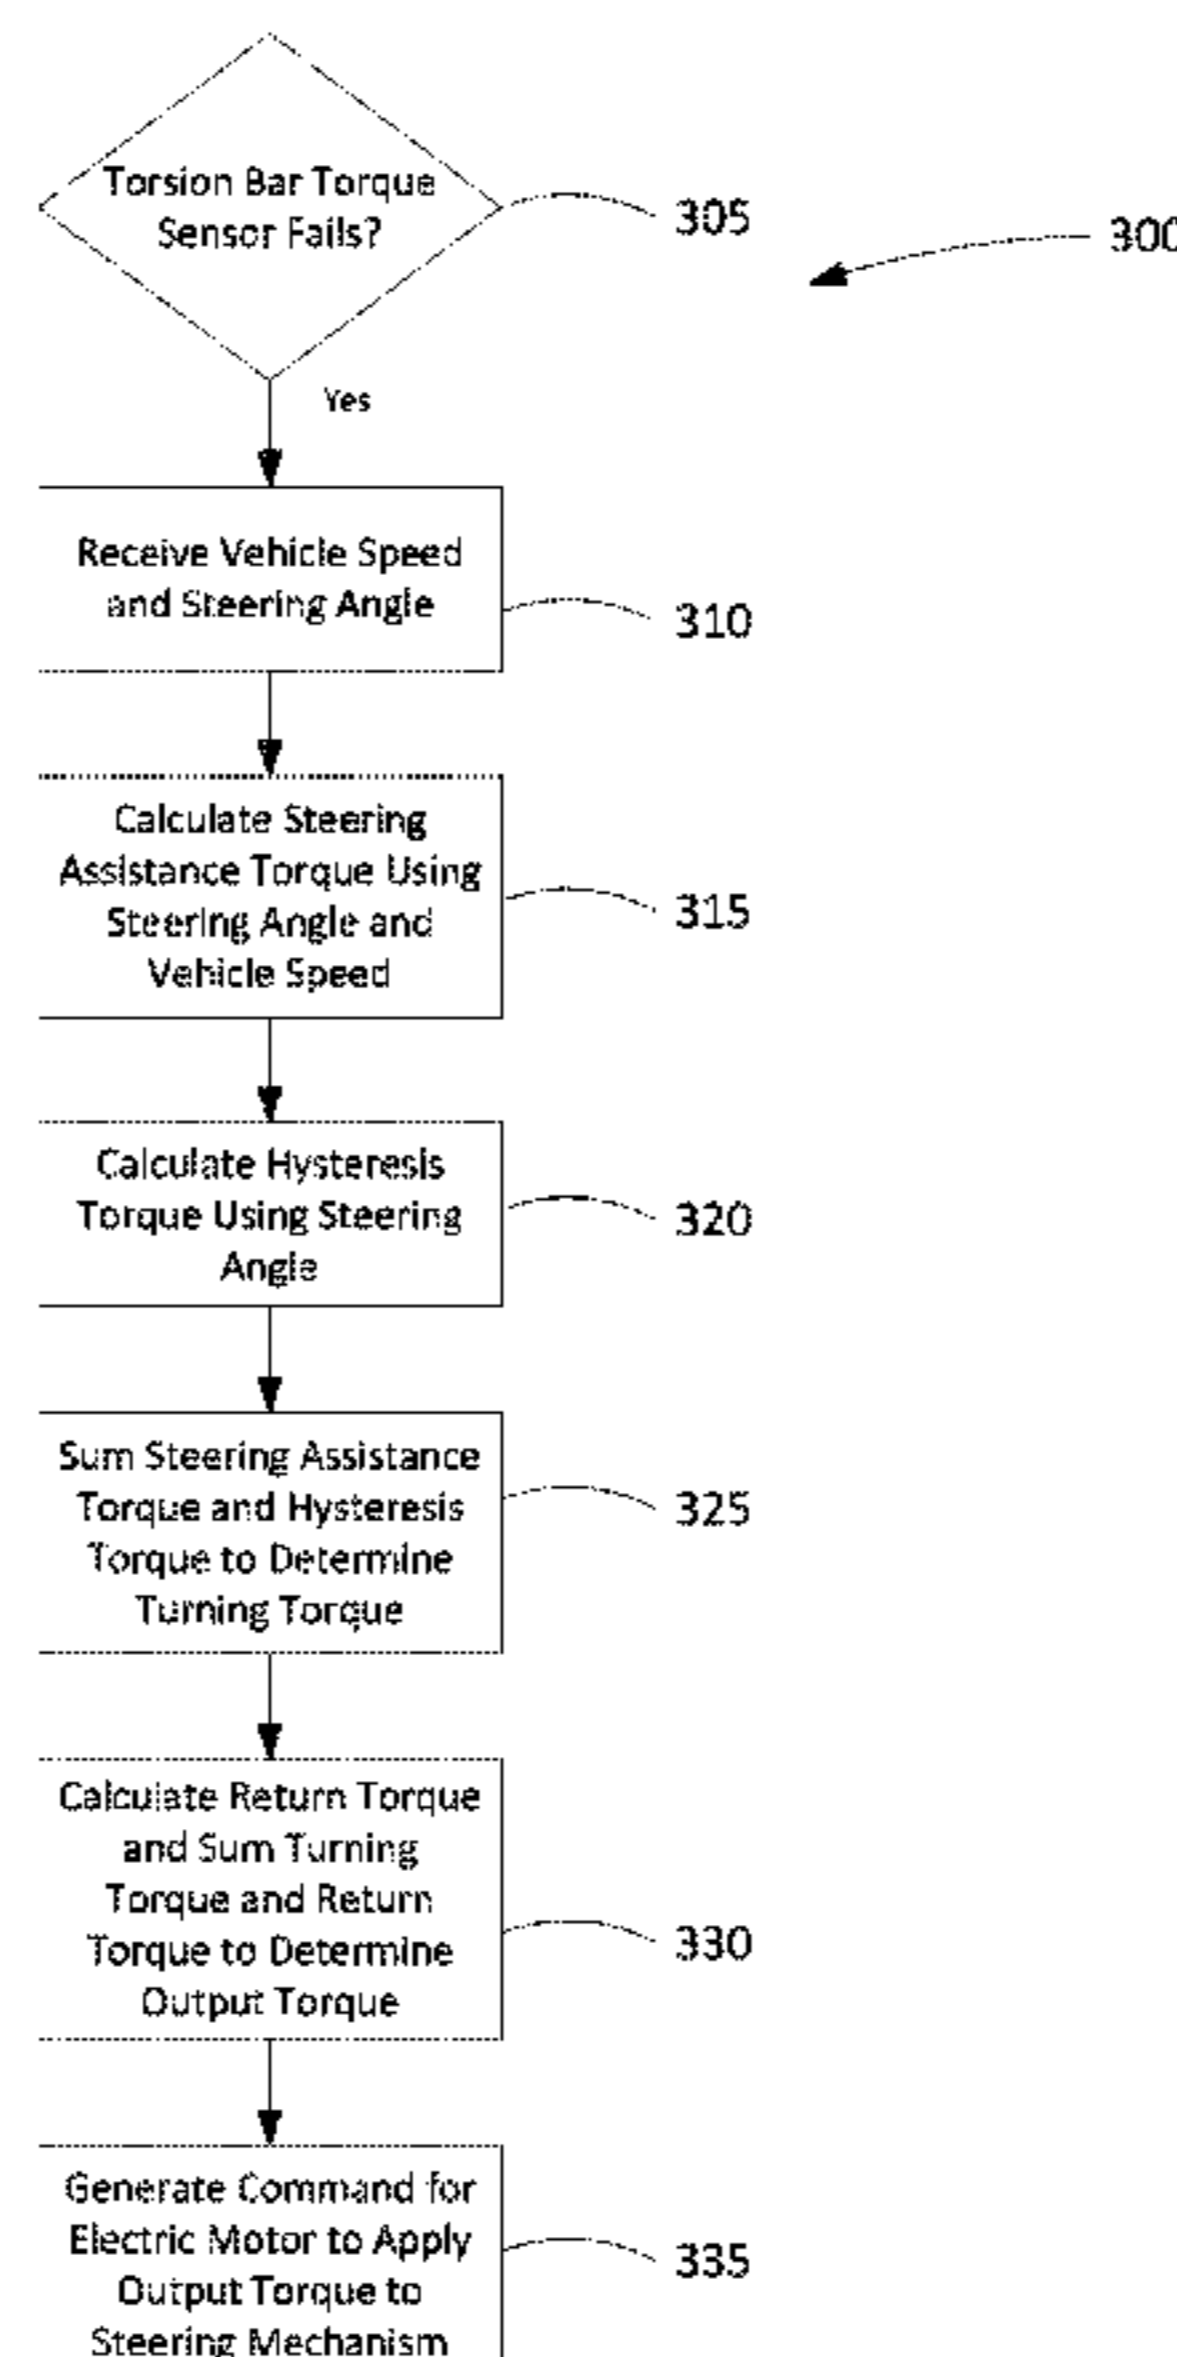 Torsion Bar Torque
Sensor Fails?
305
300
Yes
Receive Vehicle Speed
and Steering Angle
310
Calculate Steering
Assistance Torque Using
Steering Angle and
Vehicle Speed
315
Calculate Hysteresis
Torque Using Steering
Angle
320
Sum Steering Assistance
Torque and Hysteresis
Torque to Determine
Turning Torque
325
Calculate Return Torque
and Sum Turning
Torque and Return
Torque to Determine
Output Torque
330
Generate Command for
Electric Motor to Apply
Output Torque to
Steering Mechanism
335